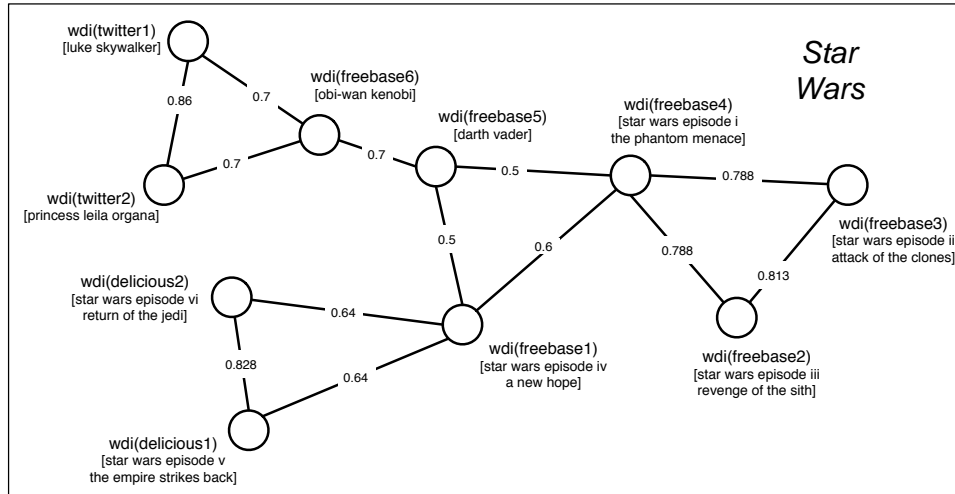 Star
Wars
wdi(twitter1)
[luke skywalker]
wdi(freebase6)
[obi-wan kenobi]
wdi(freebase5)
[darth vader]
wdi(freebase4)
[star wars episode i
the phantom menace]
0.86
0.7
0.7
0.7
0.5
0.788
wdi(twitter2)
[princess leila organa]
wdi(freebase3)
[star wars episode ii
attack of the clones]
0.5
0.6
0.788
0.813
wdi(delicious2)
[star wars episode vi
return of the jedi]
0.64
0.828
0.64
wdi(freebase1)
[star wars episode iv
a new hope]
wdi(freebase2)
[star wars episode iii
revenge of the sith]
wdi(delicious1)
[star wars episode v
the empire strikes back]